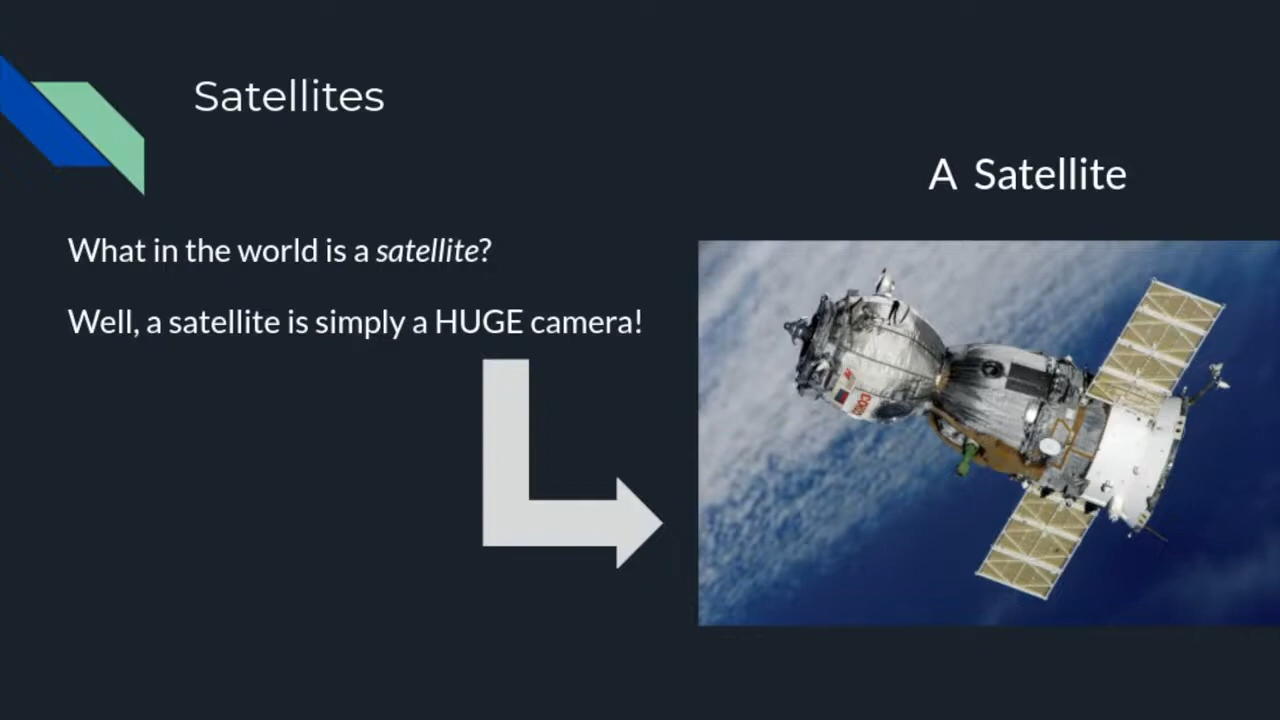 Satellites
A Satellite
What in the world is a satellite?
Well, a satellite is simply a HUGE camera!